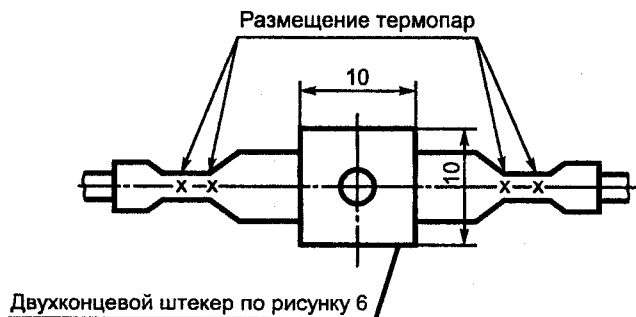 Размещение термопар
10
10
x x x x
Двухконцевой штекер по рисунку 6